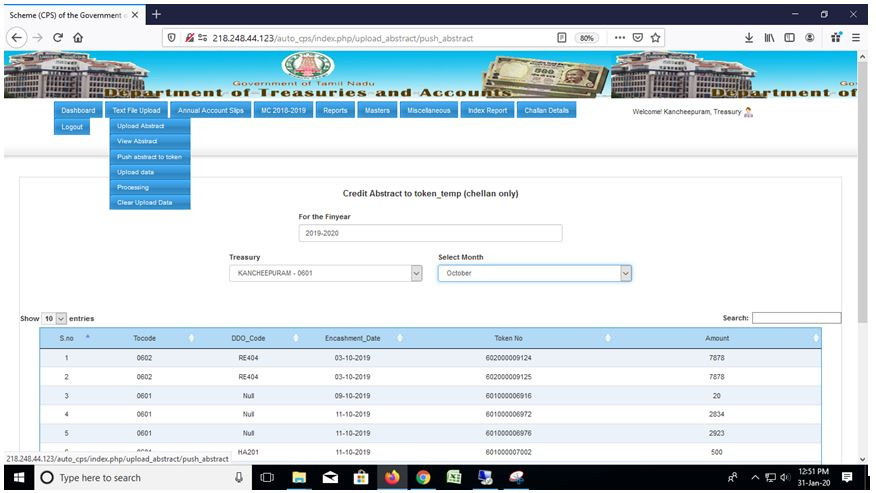 Scheme (CPS) of the Government o
218.248.44.123/auto_cps/index.php/upload_abstract/push_abstract
80%
Government of Tamil Nadu
Department of Treasuries and Accounts
Gov
Department of
Dashboard Text File Upload Annual Account Slips MC 2018-2019 Reports Masters Miscellaneous Index Report Challan Details
Welcome! Kancheepuram, Treasury
Logout
Upload Abstract
View Abstract
Push abstract to token
Upload data
Processing
Clear Upload Data
Credit Abstract to token_temp (chellan only)
For the Finyear
2019-2020
Treasury Select Month
KANCHEEPURAM - 0601 October
Show 10 entries Search:
S.no Tocode DDO_Code Encashment_Date Token No Amount
1 0602 RE404 03-10-2019 602000009124 7878
2 0602 RE404 03-10-2019 602000009125 7878
3 0601 Null 09-10-2019 601000006916 20
4 0601 Null 11-10-2019 601000006972 2834
5 0601 Null 11-10-2019 601000006976 2923
HA201 11-10-2019 601000007002 500
218.248.44.123/auto_cps/index.php/upload_abstract/push_abstract
Type here to search
12:51 PM
31-Jan-20